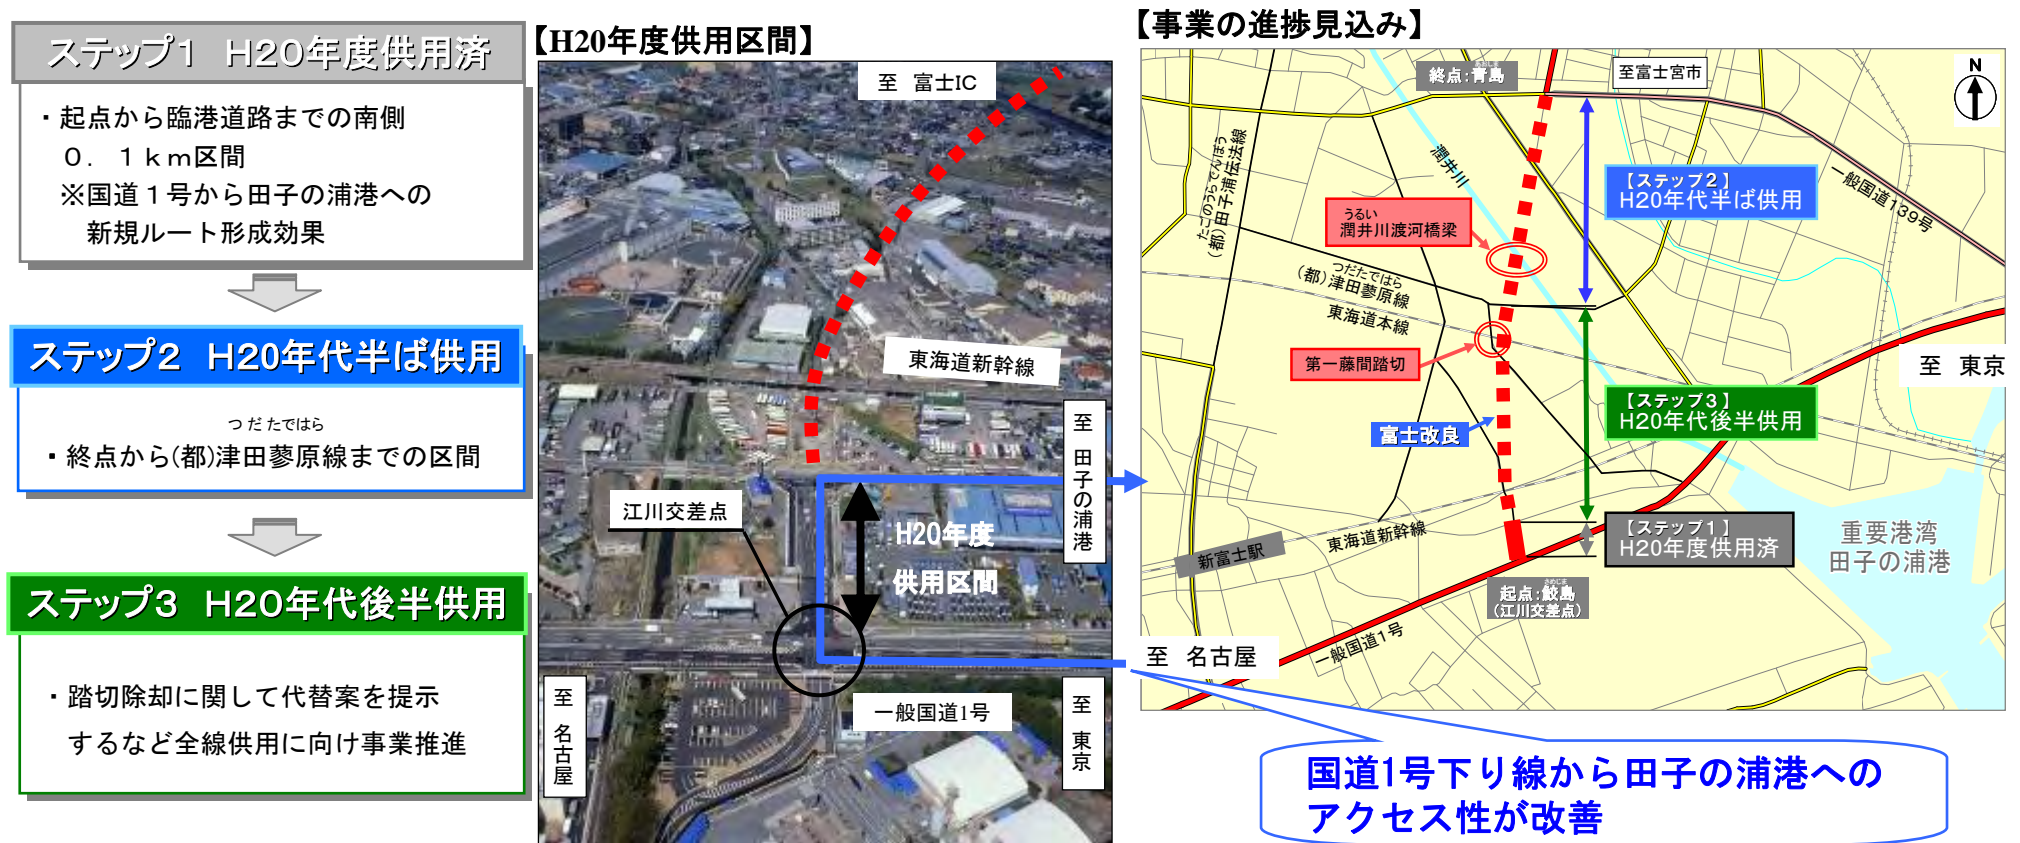 ステップ1 H20年度供用済
・起点から臨港道路までの南側
0．1km区間
※国道1号から田子の浦港への
新規ルート形成効果
ステップ2 H20年代半ば供用
つだたではら
・終点から(都)津田蓼原線までの区間
ステップ3 H20年代後半供用
・踏切除却に関して代替案を提示
するなど全線供用に向け事業推進
【H20年度供用区間】
至 富士IC
東海道新幹線
至 田子の浦港
江川交差点
H20年度
供用区間
一般国道1号
至 名古屋
至 東京
【事業の進捗見込み】
あおしま
終点:青島
至富士宮市
N
たごのうらでんぽう
(都)田子浦伝法線
潤井川
【ステップ2】
H20年代半ば供用
一般国道139号
うるい
潤井川渡河橋梁
つだたではら
(都)津田蓼原線
東海道本線
第一藤間踏切
至 東京
【ステップ3】
H20年代後半供用
富士改良
【ステップ1】
H20年度供用済
重要港湾
田子の浦港
新富士駅
東海道新幹線
さめじま
起点:鮫島
(江川交差点)
一般国道1号
至 名古屋
国道1号下り線から田子の浦港への
アクセス性が改善